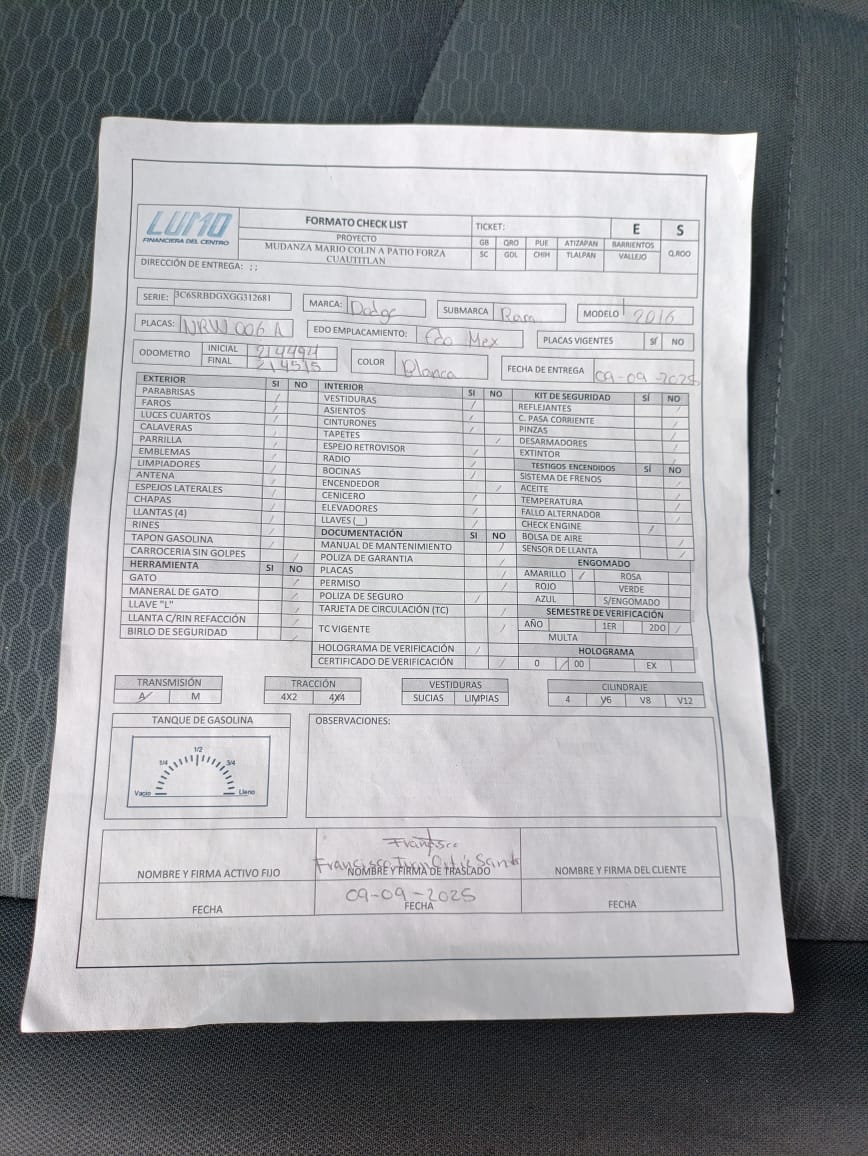 LUMO
FINANCIERA DEL CENTRO
FORMATO CHECK LIST
PROYECTO
MUDANZA MARIO COLIN A PATIO FORZA
CUAUTITLAN
TICKET: E S
GB QRO PUE ATIZAPAN BARRIENTOS Q.ROO
SC GDL CHIH TLALPAN VALLEJO
DIRECCIÓN DE ENTREGA: ; ;
SERIE: 3C6SRBDGXGG312681 MARCA: Dodge SUBMARCA Ram MODELO 2016
PLACAS: NRW 006 A EDO EMPLACAMIENTO: Edo Mex PLACAS VIGENTES SÍ NO
ODOMETRO INICIAL 214494
FINAL 214515
COLOR Blanca FECHA DE ENTREGA 09-09-2025
EXTERIOR SI NO
PARABRISAS /
FAROS /
LUCES CUARTOS /
CALAVERAS /
PARRILLA /
EMBLEMAS /
LIMPIADORES /
ANTENA /
ESPEJOS LATERALES /
CHAPAS /
LLANTAS (4) /
RINES /
TAPON GASOLINA /
CARROCERIA SIN GOLPES /
HERRAMIENTA SI NO
GATO /
MANERAL DE GATO /
LLAVE "L" /
LLANTA C/RIN REFACCIÓN /
BIRLO DE SEGURIDAD /
INTERIOR SI NO
VESTIDURAS /
ASIENTOS /
CINTURONES /
TAPETES /
ESPEJO RETROVISOR /
RADIO /
BOCINAS /
ENCENDEDOR /
CENICERO /
ELEVADORES /
LLAVES (__) /
DOCUMENTACIÓN SI NO
MANUAL DE MANTENIMIENTO /
POLIZA DE GARANTIA /
PLACAS /
PERMISO /
POLIZA DE SEGURO /
TARJETA DE CIRCULACIÓN (TC) /
TC VIGENTE /
HOLOGRAMA DE VERIFICACIÓN /
CERTIFICADO DE VERIFICACIÓN /
KIT DE SEGURIDAD SÍ NO
REFLEJANTES /
C. PASA CORRIENTE /
PINZAS /
DESARMADORES /
EXTINTOR /
TESTIGOS ENCENDIDOS SÍ NO
SISTEMA DE FRENOS /
ACEITE /
TEMPERATURA /
FALLO ALTERNADOR /
CHECK ENGINE /
BOLSA DE AIRE /
SENSOR DE LLANTA /
ENGOMADO
AMARILLO / ROSA
ROJO VERDE
AZUL S/ENGOMADO
SEMESTRE DE VERIFICACIÓN
AÑO 1ER 2DO /
MULTA
HOLOGRAMA
0 / 00 EX
TRANSMISIÓN
A / M
TRACCIÓN
4X2 4X4
VESTIDURAS
SUCIAS LIMPIAS
CILINDRAJE
4 V6 V8 V12
TANQUE DE GASOLINA
1/2
1/4 3/4
Vacio Lleno
OBSERVACIONES:
NOMBRE Y FIRMA ACTIVO FIJO
FECHA
Francisco
Francisco Ivan Ortiz Santos
NOMBRE Y FIRMA DE TRASLADO
09-09-2025
FECHA
NOMBRE Y FIRMA DEL CLIENTE
FECHA